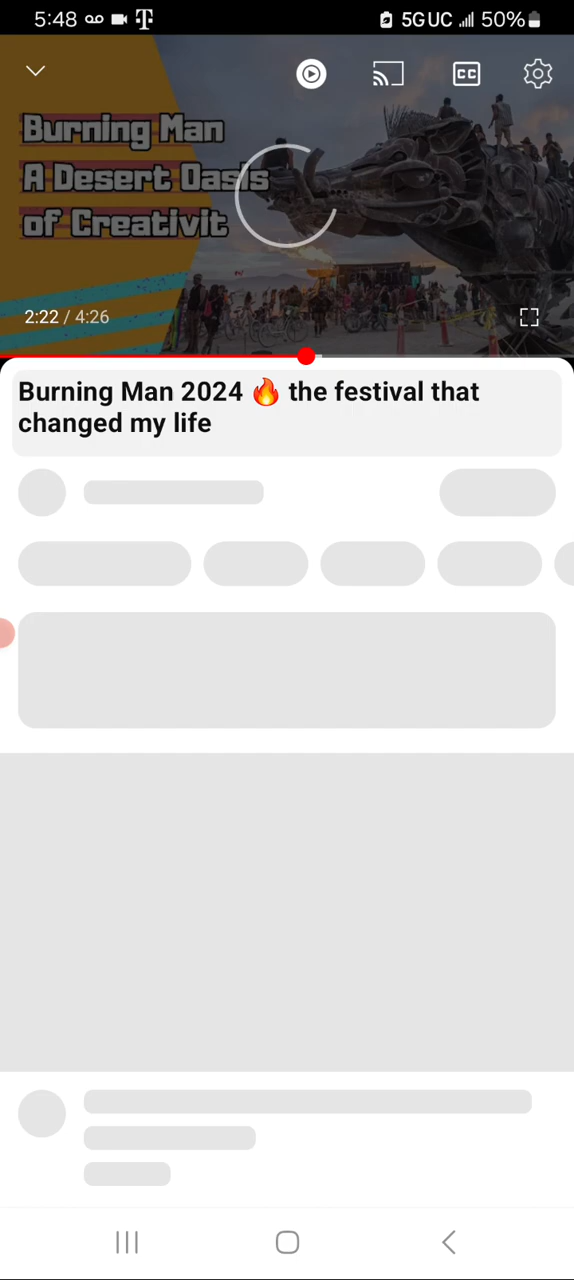 5:48
5G UC 50%
CC
Burning Man
A Desert Oasis
of Creativit
2:22 / 4:26
Burning Man 2024 🔥 the festival that
changed my life